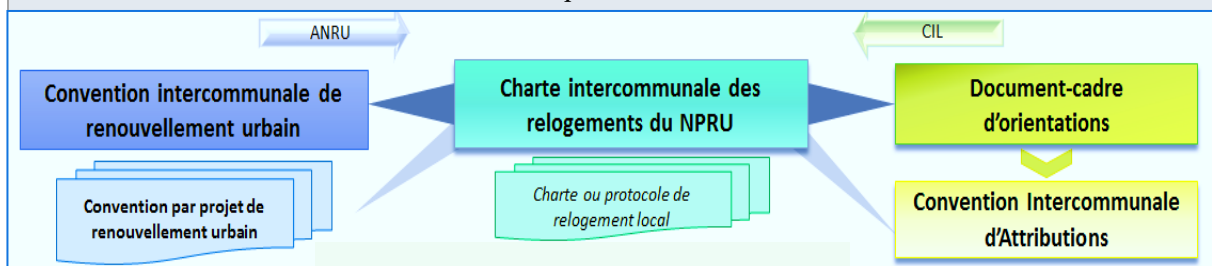 ANRU
CIL
Convention intercommunale de
renouvellement urbain
Charte intercommunale des
relogements du NPRU
Document-cadre
d'orientations
Convention par projet de
renouvellement urbain
Charte ou protocole de
relogement local
Convention Intercommunale
d'Attributions